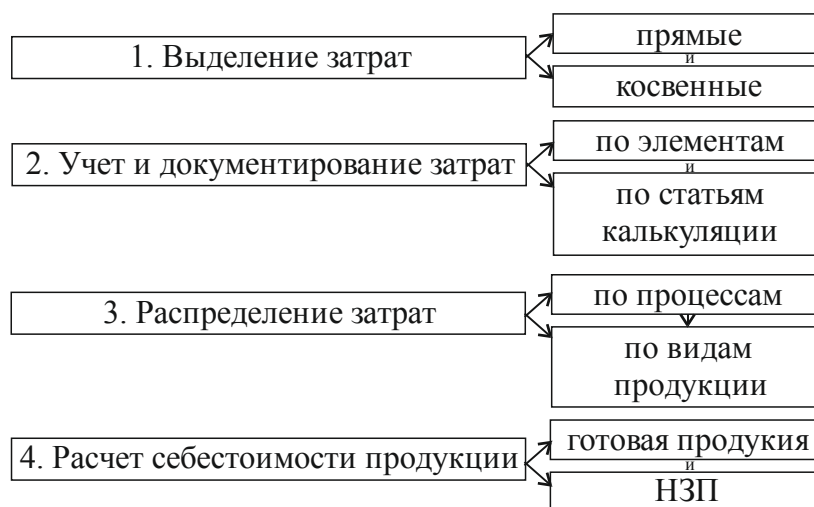 1. Выделение затрат
прямые
и
косвенные
2. Учет и документирование затрат
по элементам
и
по статьям
калькуляции
3. Распределение затрат
по процессам
по видам
продукции
4. Расчет себестоимости продукции
готовая продукия
и
НЗП